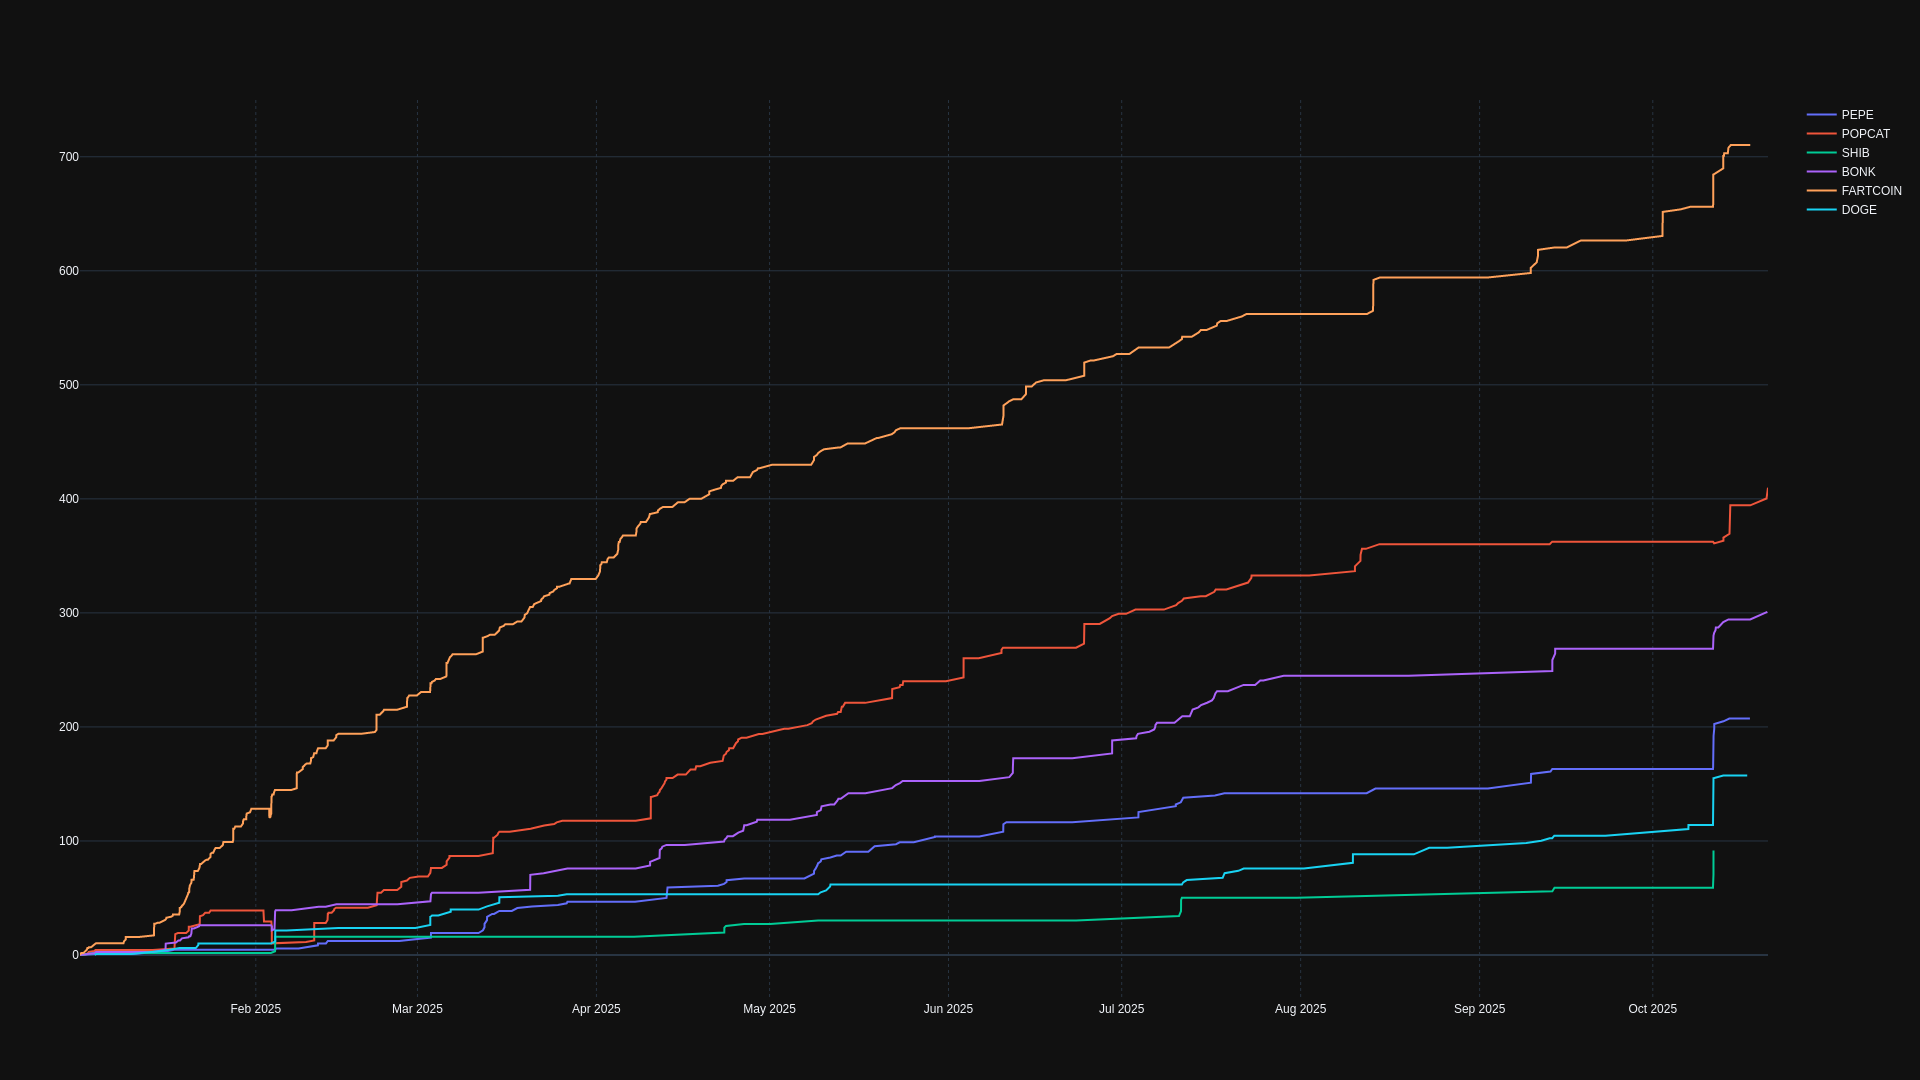 700
600
500
400
300
200
100
0
Feb 2025
Mar 2025
Apr 2025
May 2025
Jun 2025
Jul 2025
Aug 2025
Sep 2025
Oct 2025
PEPE
POPCAT
SHIB
BONK
FARTCOIN
DOGE